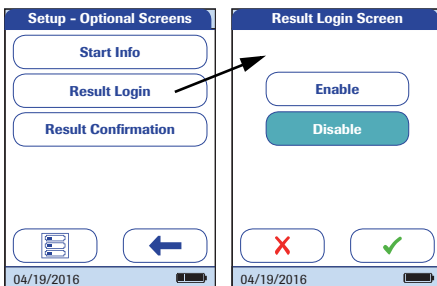 Setup - Optional Screens
Start Info
Result Login
Result Confirmation
04/19/2016
Result Login Screen
Enable
Disable
04/19/2016